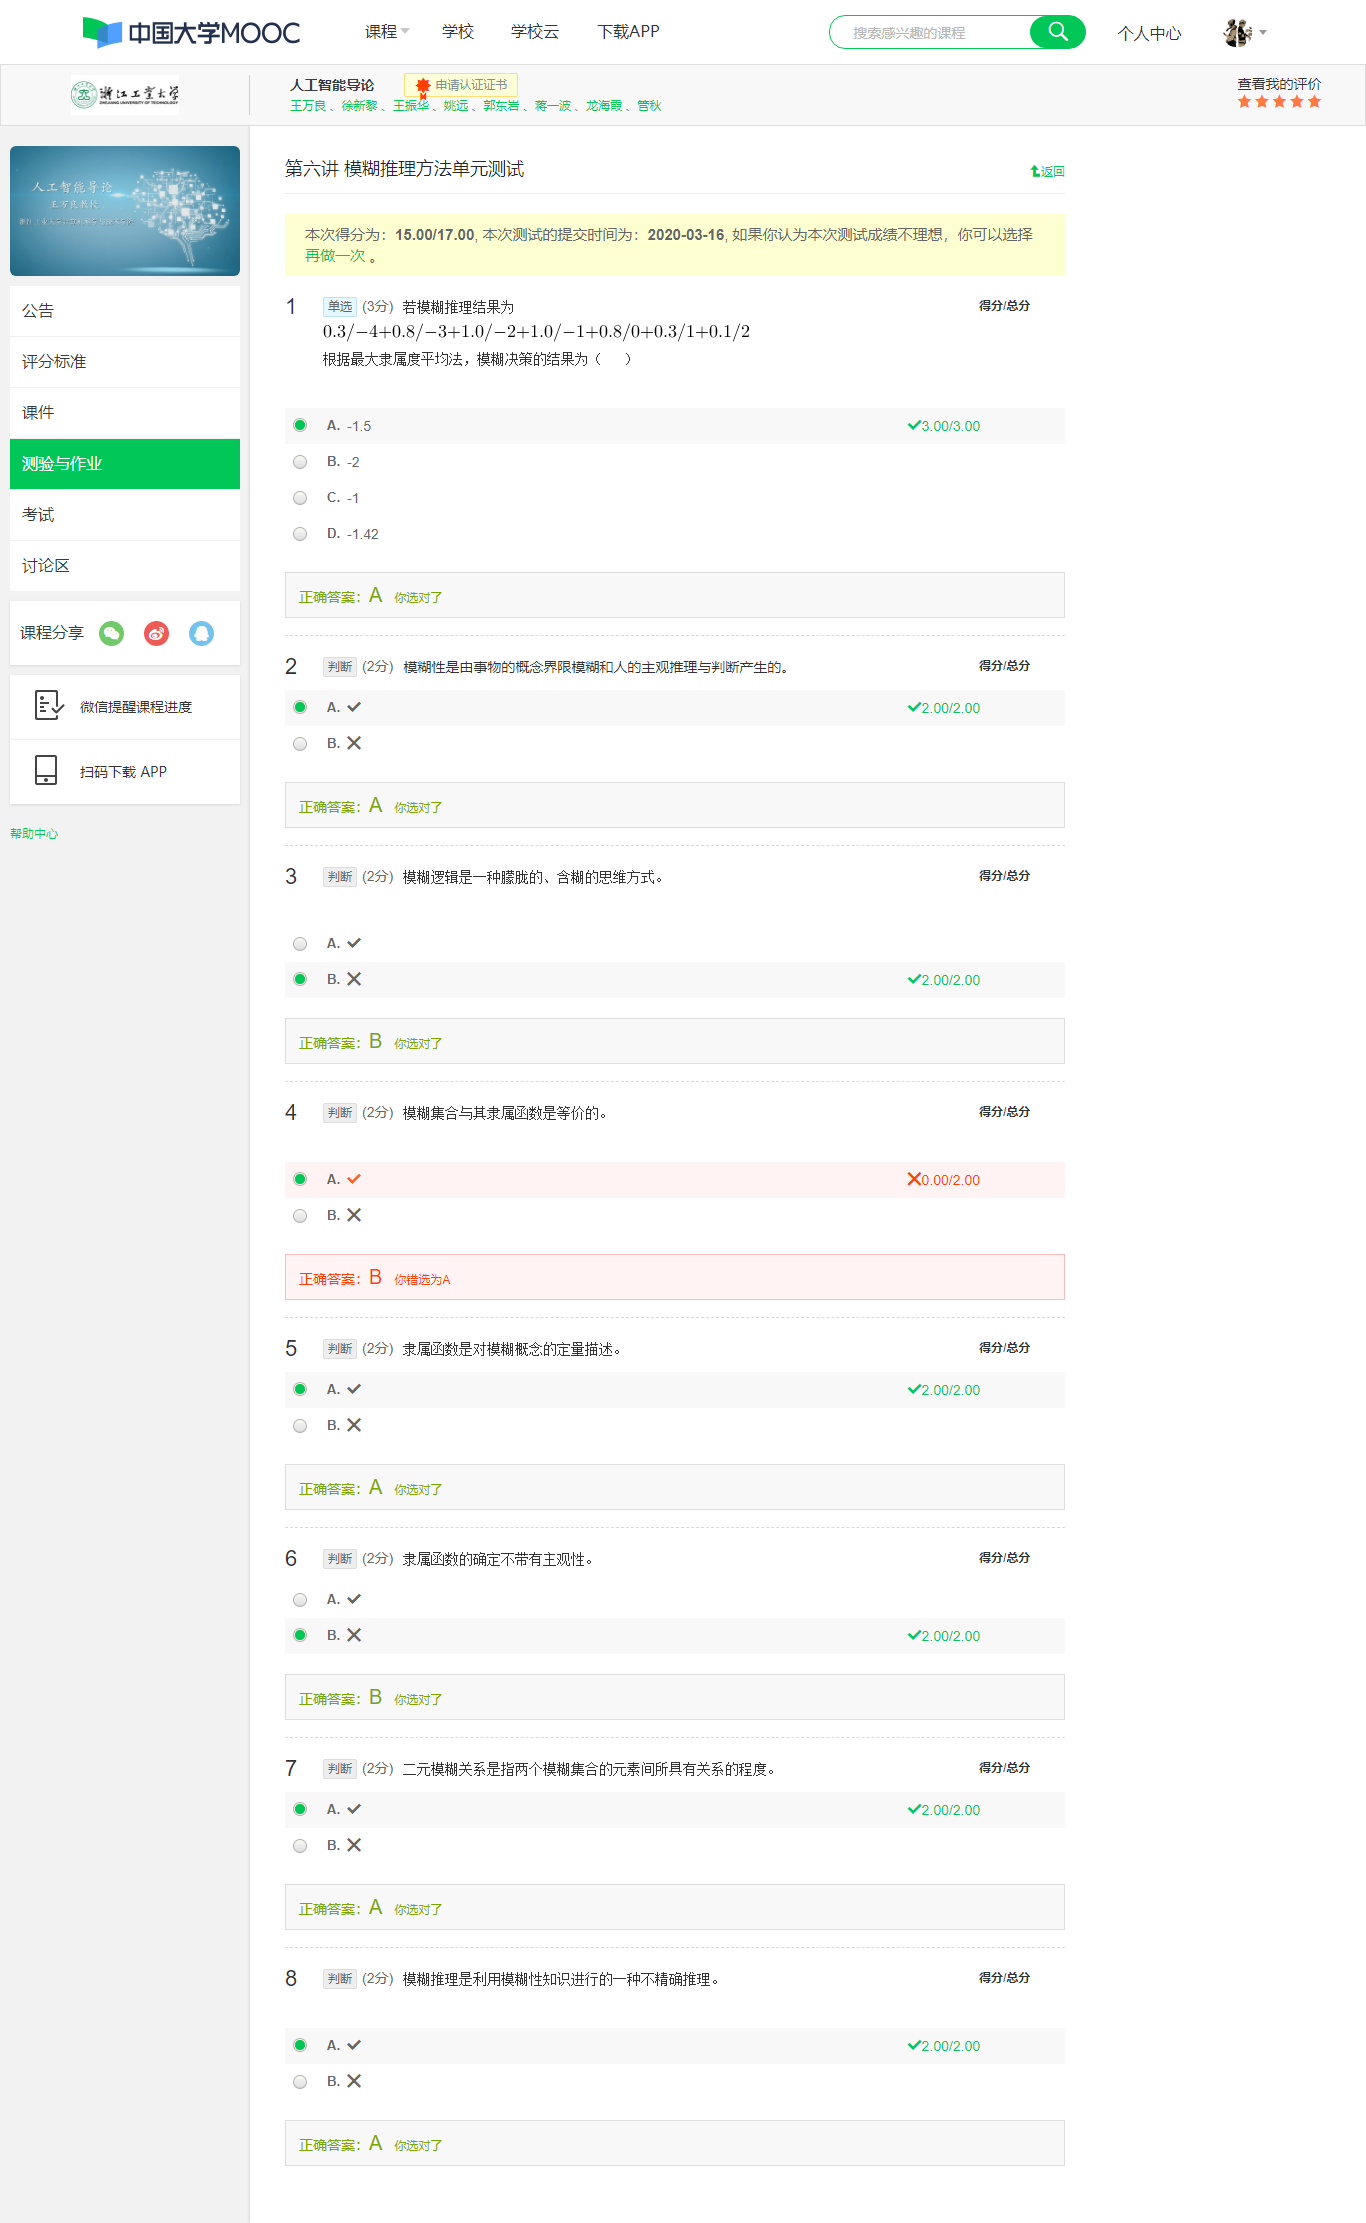 中国大学MOOC
课程 学校 学校云 下载APP
搜索感兴趣的课程
个人中心
浙江工业大学
ZHEJIANG UNIVERSITY OF TECHNOLOGY
人工智能导论 申请认证证书
王万良 、徐新黎 、王振华 、姚远 、郭东岩 、蒋一波 、龙海霞 、管秋
查看我的评价
人工智能导论
王万良教授
公告
评分标准
课件
测验与作业
考试
讨论区
课程分享
微信提醒课程进度
扫码下载 APP
帮助中心
第六讲 模糊推理方法单元测试
返回
本次得分为：15.00/17.00, 本次测试的提交时间为：2020-03-16, 如果你认为本次测试成绩不理想，你可以选择
再做一次 。
1 单选 (3分) 若模糊推理结果为 得分/总分
0.3/−4+0.8/−3+1.0/−2+1.0/−1+0.8/0+0.3/1+0.1/2
根据最大隶属度平均法，模糊决策的结果为（ ）
A. -1.5 3.00/3.00
B. -2
C. -1
D. -1.42
正确答案：A 你选对了
2 判断 (2分) 模糊性是由事物的概念界限模糊和人的主观推理与判断产生的。 得分/总分
A. 2.00/2.00
B.
正确答案：A 你选对了
3 判断 (2分) 模糊逻辑是一种朦胧的、含糊的思维方式。 得分/总分
A.
B. 2.00/2.00
正确答案：B 你选对了
4 判断 (2分) 模糊集合与其隶属函数是等价的。 得分/总分
A. 0.00/2.00
B.
正确答案：B 你错选为A
5 判断 (2分) 隶属函数是对模糊概念的定量描述。 得分/总分
A. 2.00/2.00
B.
正确答案：A 你选对了
6 判断 (2分) 隶属函数的确定不带有主观性。 得分/总分
A.
B. 2.00/2.00
正确答案：B 你选对了
7 判断 (2分) 二元模糊关系是指两个模糊集合的元素间所具有关系的程度。 得分/总分
A. 2.00/2.00
B.
正确答案：A 你选对了
8 判断 (2分) 模糊推理是利用模糊性知识进行的一种不精确推理。 得分/总分
A. 2.00/2.00
B.
正确答案：A 你选对了